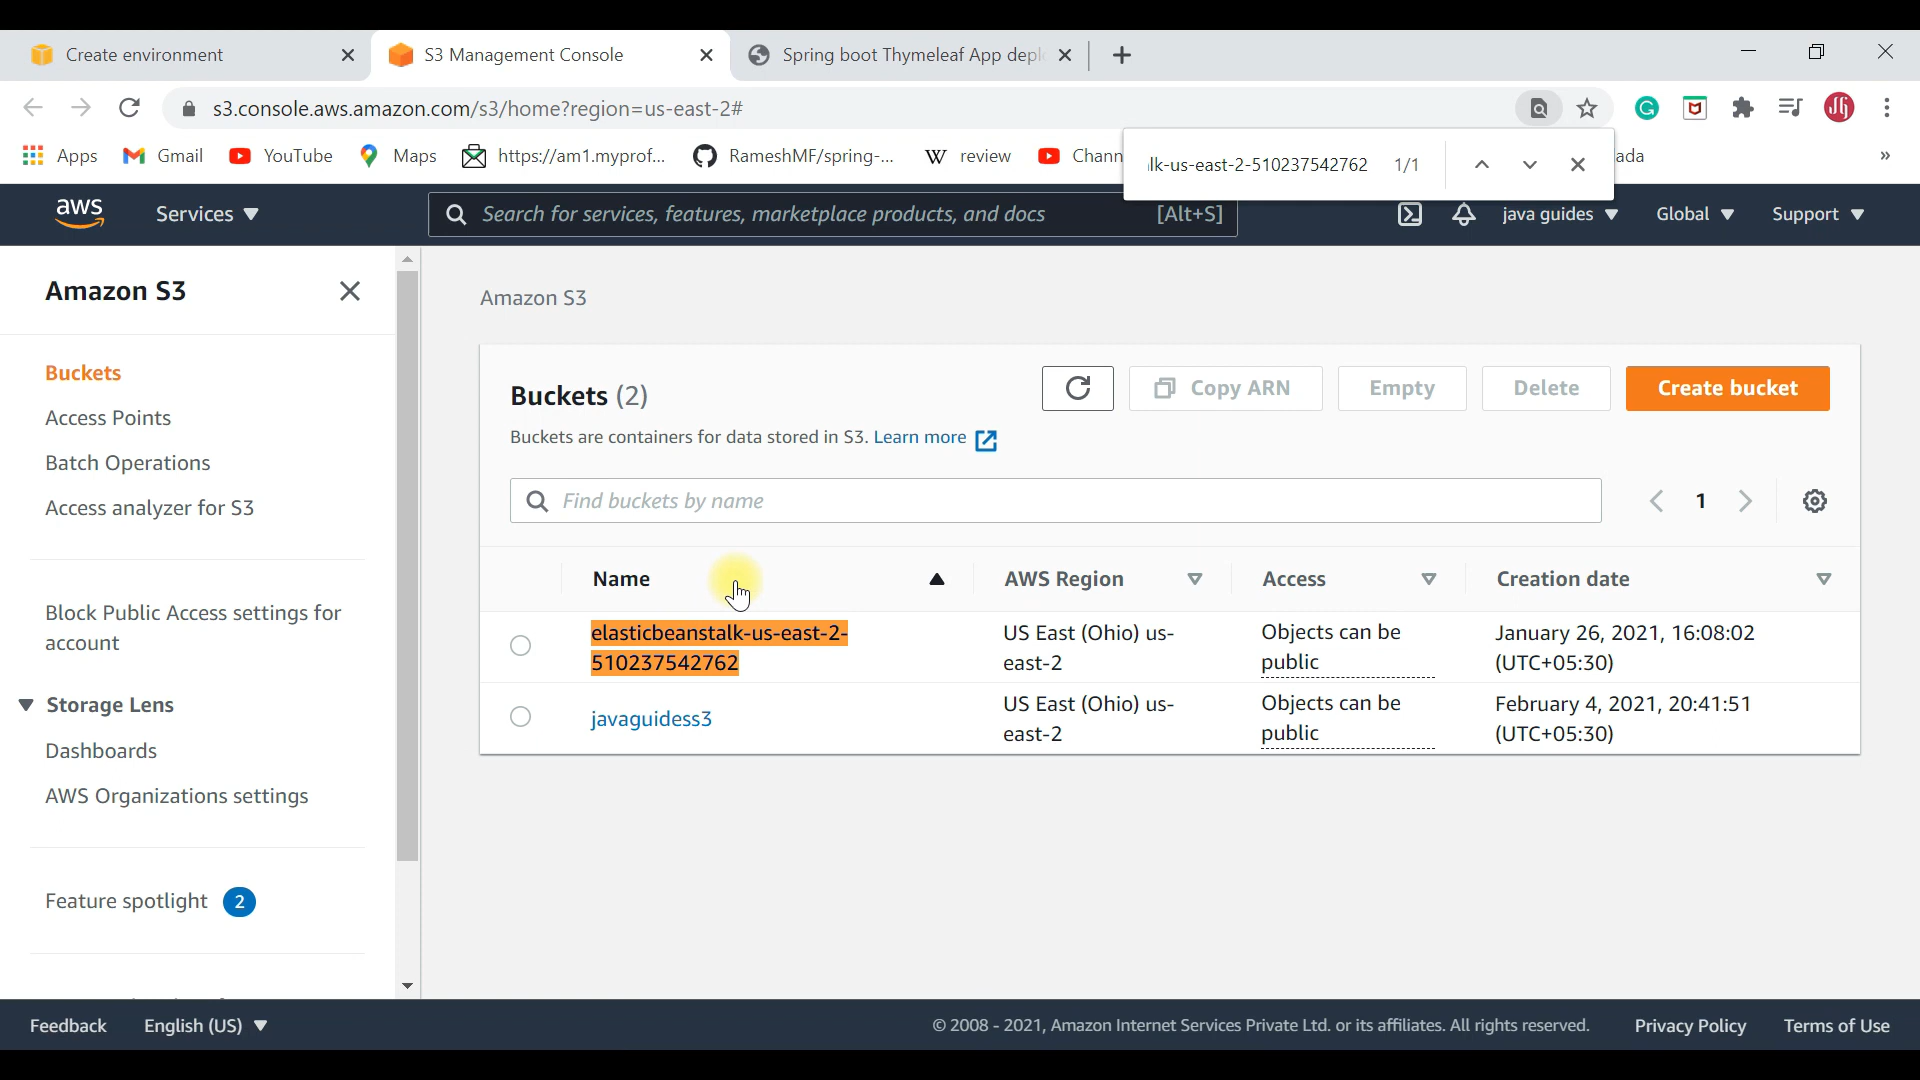 Create environment
S3 Management Console
Spring boot Thymeleaf App depl
s3.console.aws.amazon.com/s3/home?region=us-east-2#
Apps
Gmail
YouTube
Maps
https://am1.myprof...
RameshMF/spring-...
W review
Chann
lk-us-east-2-510237542762 1/1
ada
»
aws
Services
Search for services, features, marketplace products, and docs [Alt+S]
java guides
Global
Support
Amazon S3
Buckets
Access Points
Batch Operations
Access analyzer for S3
Block Public Access settings for
account
Storage Lens
Dashboards
AWS Organizations settings
Feature spotlight 2
Amazon S3
Buckets (2)
Copy ARN
Empty
Delete
Create bucket
Buckets are containers for data stored in S3. Learn more
Find buckets by name
1
Name
AWS Region
Access
Creation date
elasticbeanstalk-us-east-2-
510237542762
US East (Ohio) us-
east-2
Objects can be
public
January 26, 2021, 16:08:02
(UTC+05:30)
javaguidess3
US East (Ohio) us-
east-2
Objects can be
public
February 4, 2021, 20:41:51
(UTC+05:30)
Feedback
English (US)
© 2008 - 2021, Amazon Internet Services Private Ltd. or its affiliates. All rights reserved.
Privacy Policy
Terms of Use